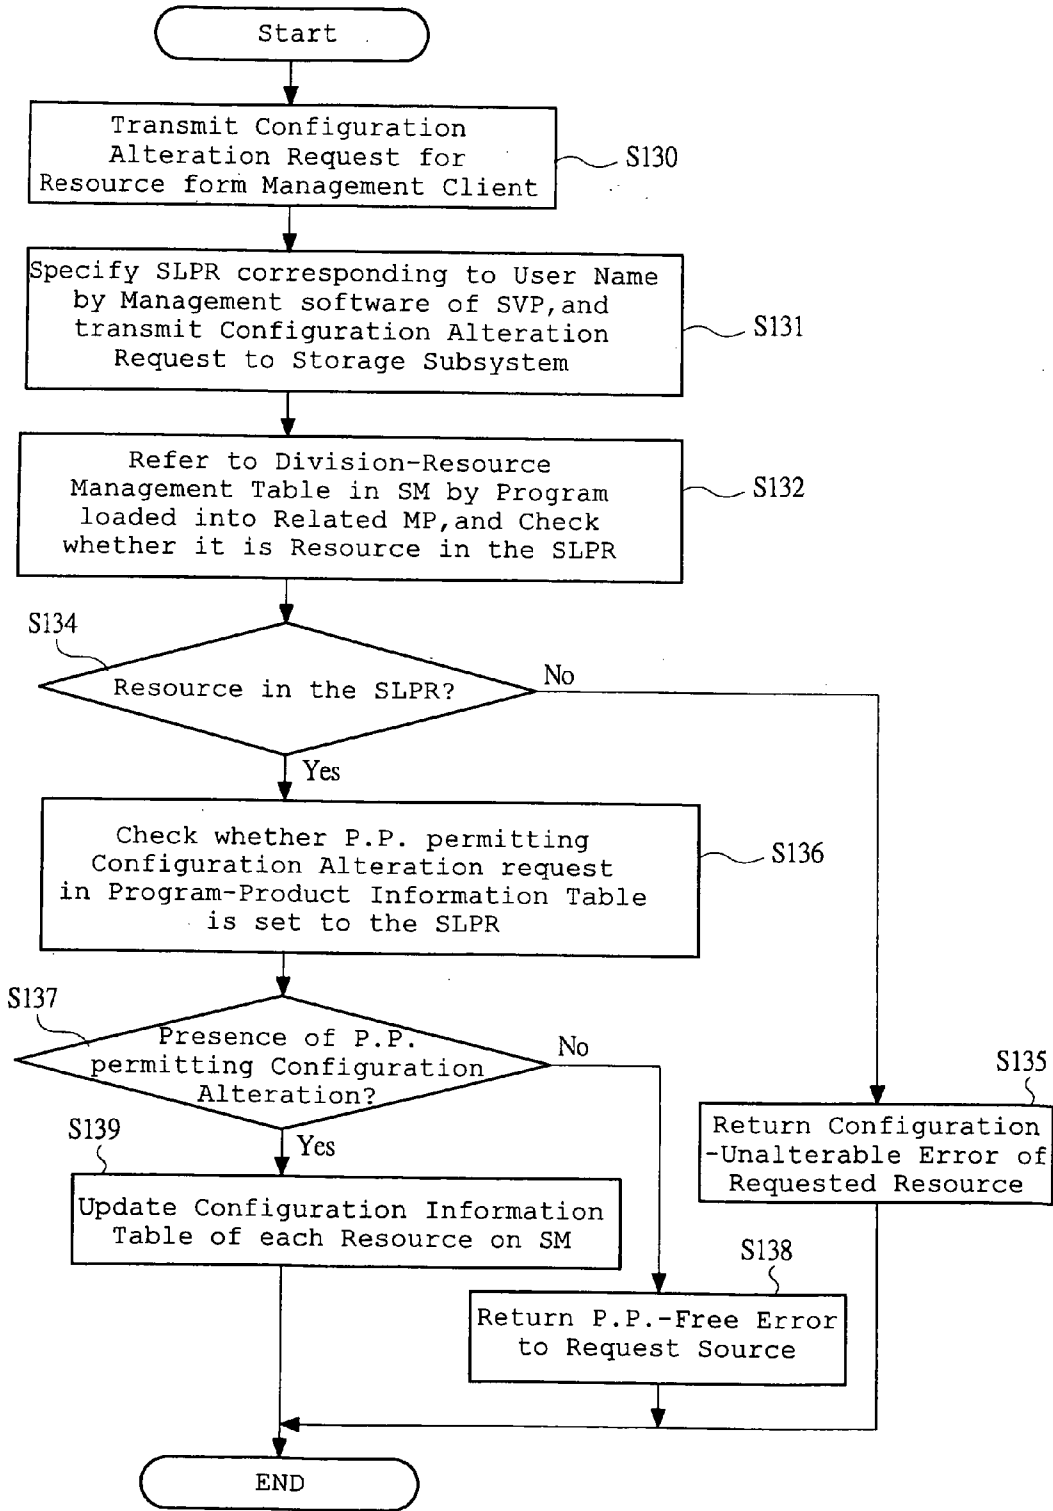 Start
Transmit Configuration
Alteration Request for
Resource form Management Client
S130
Specify SLPR corresponding to User Name
by Management software of SVP,and
transmit Configuration Alteration
Request to Storage Subsystem
S131
Refer to Division-Resource
Management Table in SM by Program
loaded into Related MP,and Check
whether it is Resource in the SLPR
S132
S134
Resource in the SLPR?
No
Yes
Check whether P.P. permitting
Configuration Alteration request
in Program-Product Information Table
is set to the SLPR
S136
S137
Presence of P.P.
permitting Configuration
Alteration?
No
Yes
S135
Return Configuration
-Unalterable Error of
Requested Resource
S139
Update Configuration Information
Table of each Resource on SM
S138
Return P.P.-Free Error
to Request Source
END